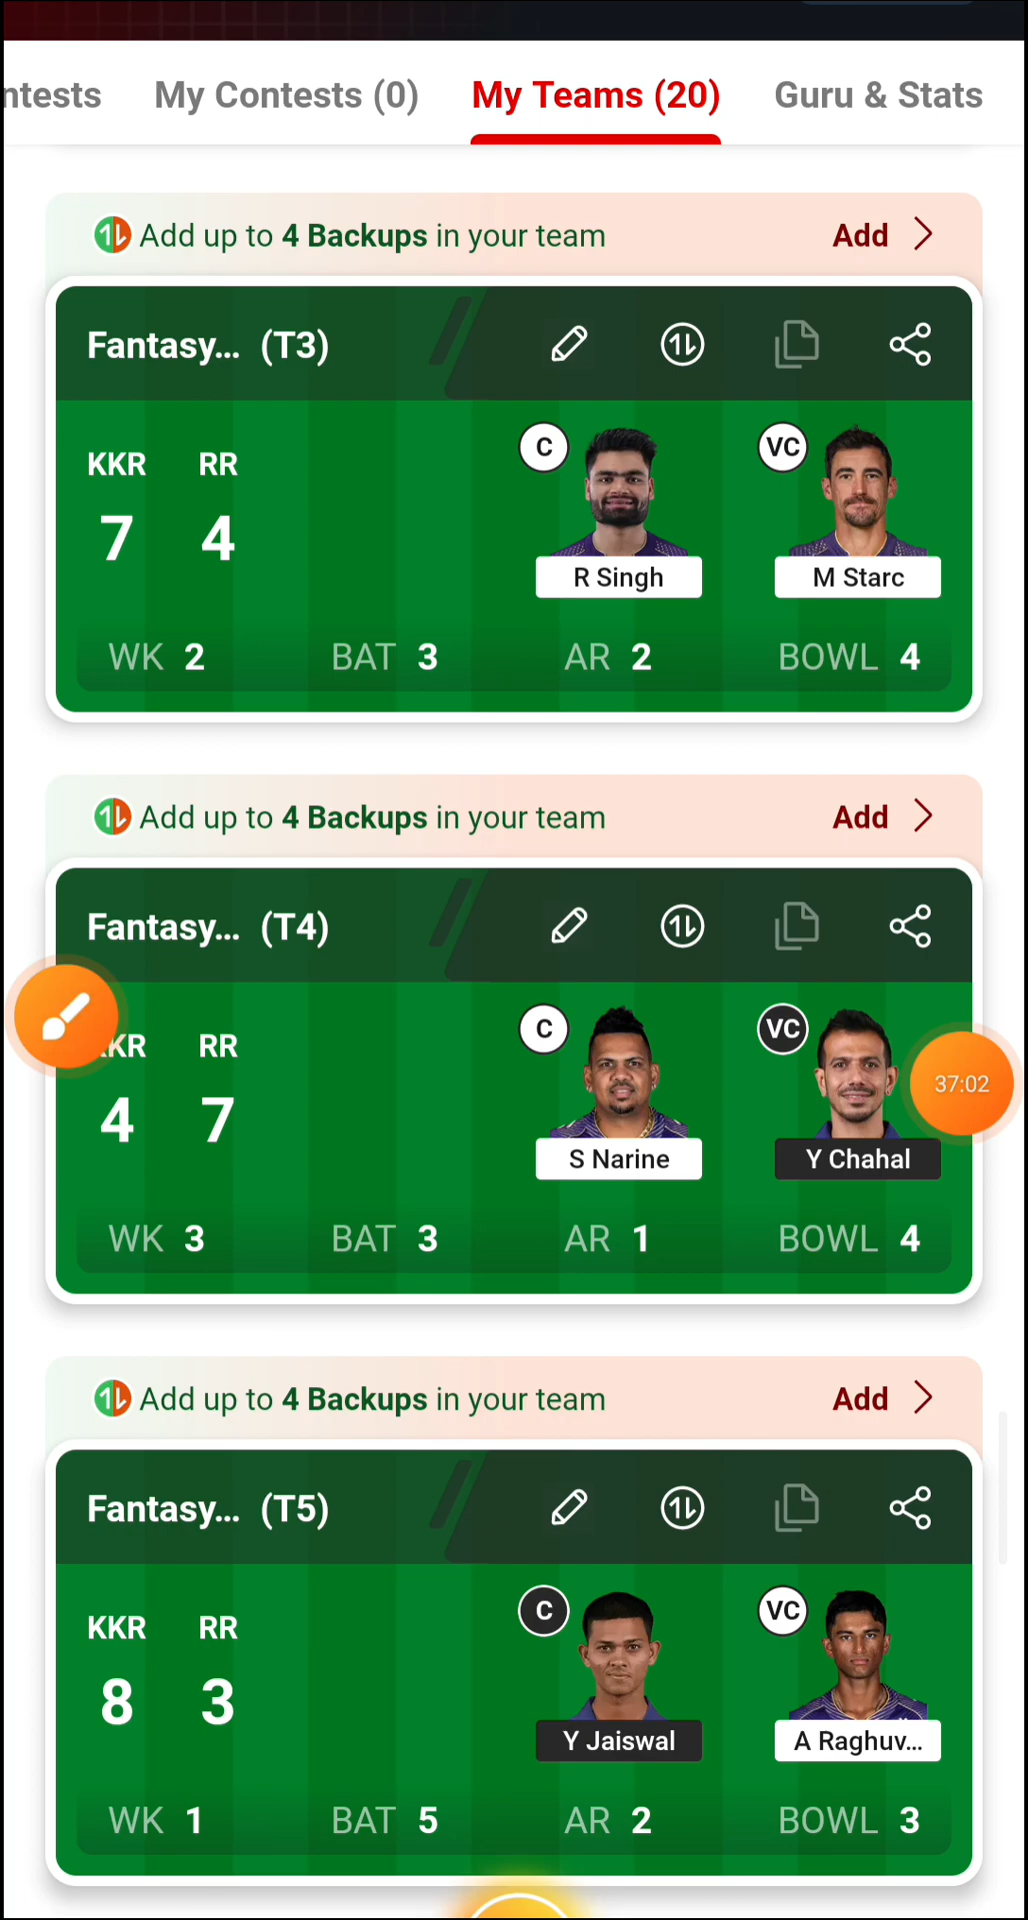 ntests My Contests (0) My Teams (20) Guru & Stats
Add up to 4 Backups in your team Add
Fantasy... (T3)
C VC
KKR RR
7 4
R Singh M Starc
WK 2 BAT 3 AR 2 BOWL 4
Add up to 4 Backups in your team Add
Fantasy... (T4)
C VC
KR RR
37:02
4 7
S Narine Y Chahal
WK 3 BAT 3 AR 1 BOWL 4
Add up to 4 Backups in your team Add
Fantasy... (T5)
C VC
KKR RR
8 3
Y Jaiswal A Raghuv...
WK 1 BAT 5 AR 2 BOWL 3